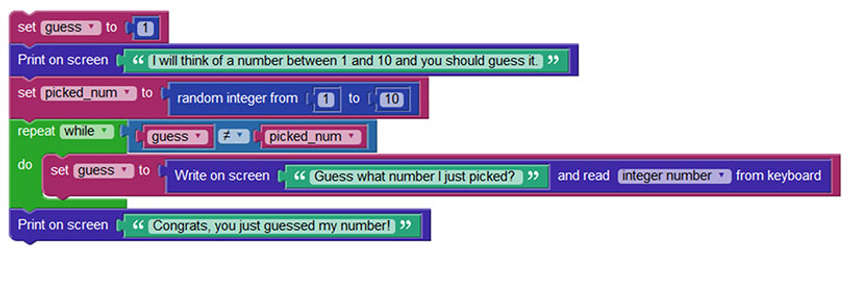 set guess to 1
Print on screen “ I will think of a number between 1 and 10 and you should guess it. ”
set picked_num to random integer from 1 to 10
repeat while guess ≠ picked_num
do set guess to Write on screen “ Guess what number I just picked? ” and read integer number from keyboard
Print on screen “ Congrats, you just guessed my number! ”